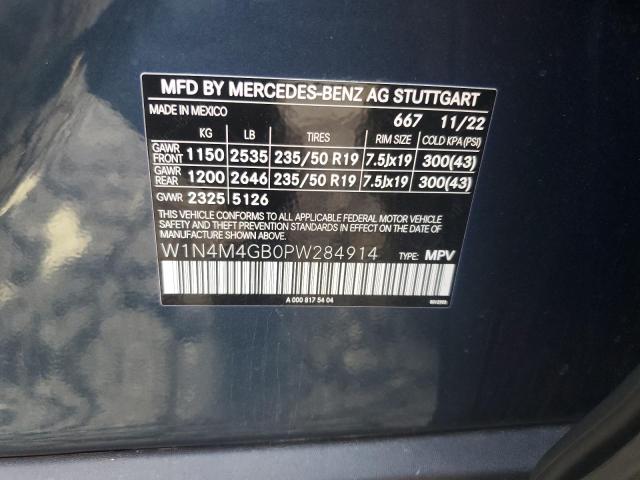 MFD BY MERCEDES-BENZ AG STUTTGART
MADE IN MEXICO 667 11/22
KG LB TIRES RIM SIZE COLD KPA (PSI)
GAWR FRONT 1150 2535 235/50 R19 7.5Jx19 300(43)
GAWR REAR 1200 2646 235/50 R19 7.5Jx19 300(43)
GVWR 2325 5126
THIS VEHICLE CONFORMS TO ALL APPLICABLE FEDERAL MOTOR VEHICLE
SAFETY AND THEFT PREVENTION STANDARDS IN EFFECT ON THE DATE OF
MANUFACTURE SHOWN ABOVE.
W1N4M4GB0PW284914 TYPE: MPV
A 000 817 54 04